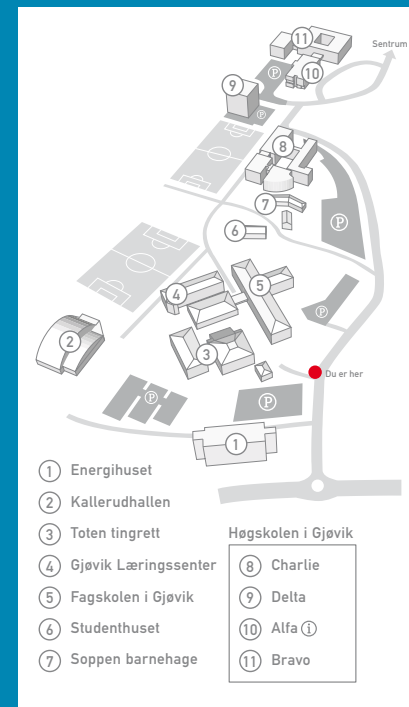 11
Sentrum
P
10
9
P
8
7
P
6
5
4
P
2
3
Du er her
P
P
1
1 Energihuset
2 Kallerudhallen
3 Toten tingrett
4 Gjøvik Læringssenter
5 Fagskolen i Gjøvik
6 Studenthuset
7 Soppen barnehage
Høgskolen i Gjøvik
8 Charlie
9 Delta
10 Alfa i
11 Bravo